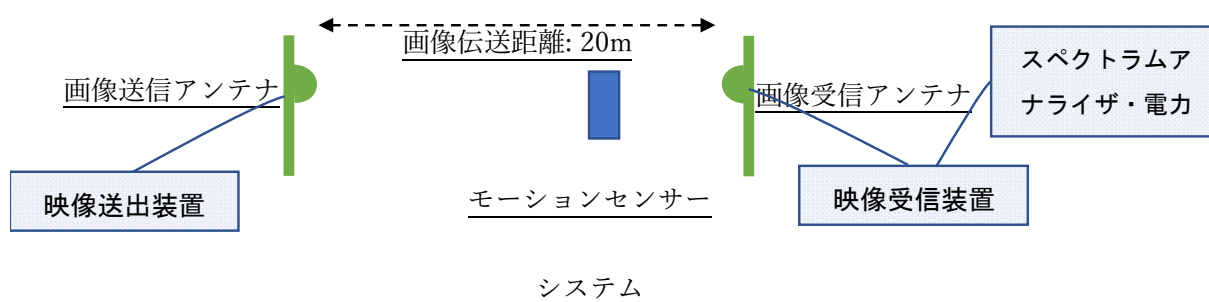 画像伝送距離: 20m
画像送信アンテナ
画像受信アンテナ
スペクトラムア
ナライザ・電力
映像送出装置
モーションセンサー
映像受信装置
システム